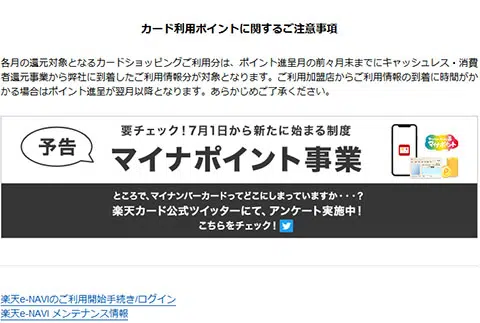 カード利用ポイントに関するご注意事項
各月の還元対象となるカードショッピングご利用分は、ポイント進呈月の前々月末までにキャッシュレス・消費
者還元事業から弊社に到着したご利用情報分が対象となります。ご利用加盟店からご利用情報の到着に時間がか
かる場合はポイント進呈が翌月以降となります。あらかじめご了承ください。
予告
要チェック！7月1日から新たに始まる制度
マイナポイント事業
マイナポイント
ところで、マイナンバーカードってどこにしまっていますか・・・？
楽天カード公式ツイッターにて、アンケート実施中！
こちらをチェック！
楽天e-NAVIのご利用開始手続き/ログイン
楽天e-NAVI メンテナンス情報